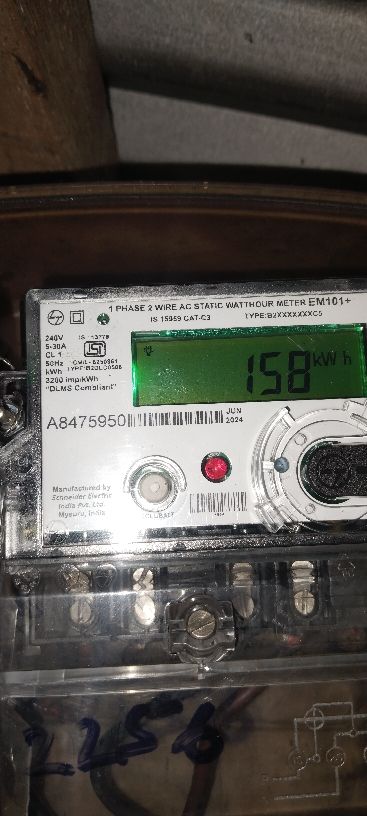 1 PHASE 2 WIRE AC STATIC WATTHOUR METER EM101+
IS 15959 CAT-C3 TYPE:B2XXXXXXXC5
240V
5-30A
50Hz
kWh
3200 imp/kWh
"DLMS Compliant"
158 kWh
A8475950
JUN
2024
Manufactured by
Schneider Electric
India Pvt. Ltd.
Mysuru, India
2256